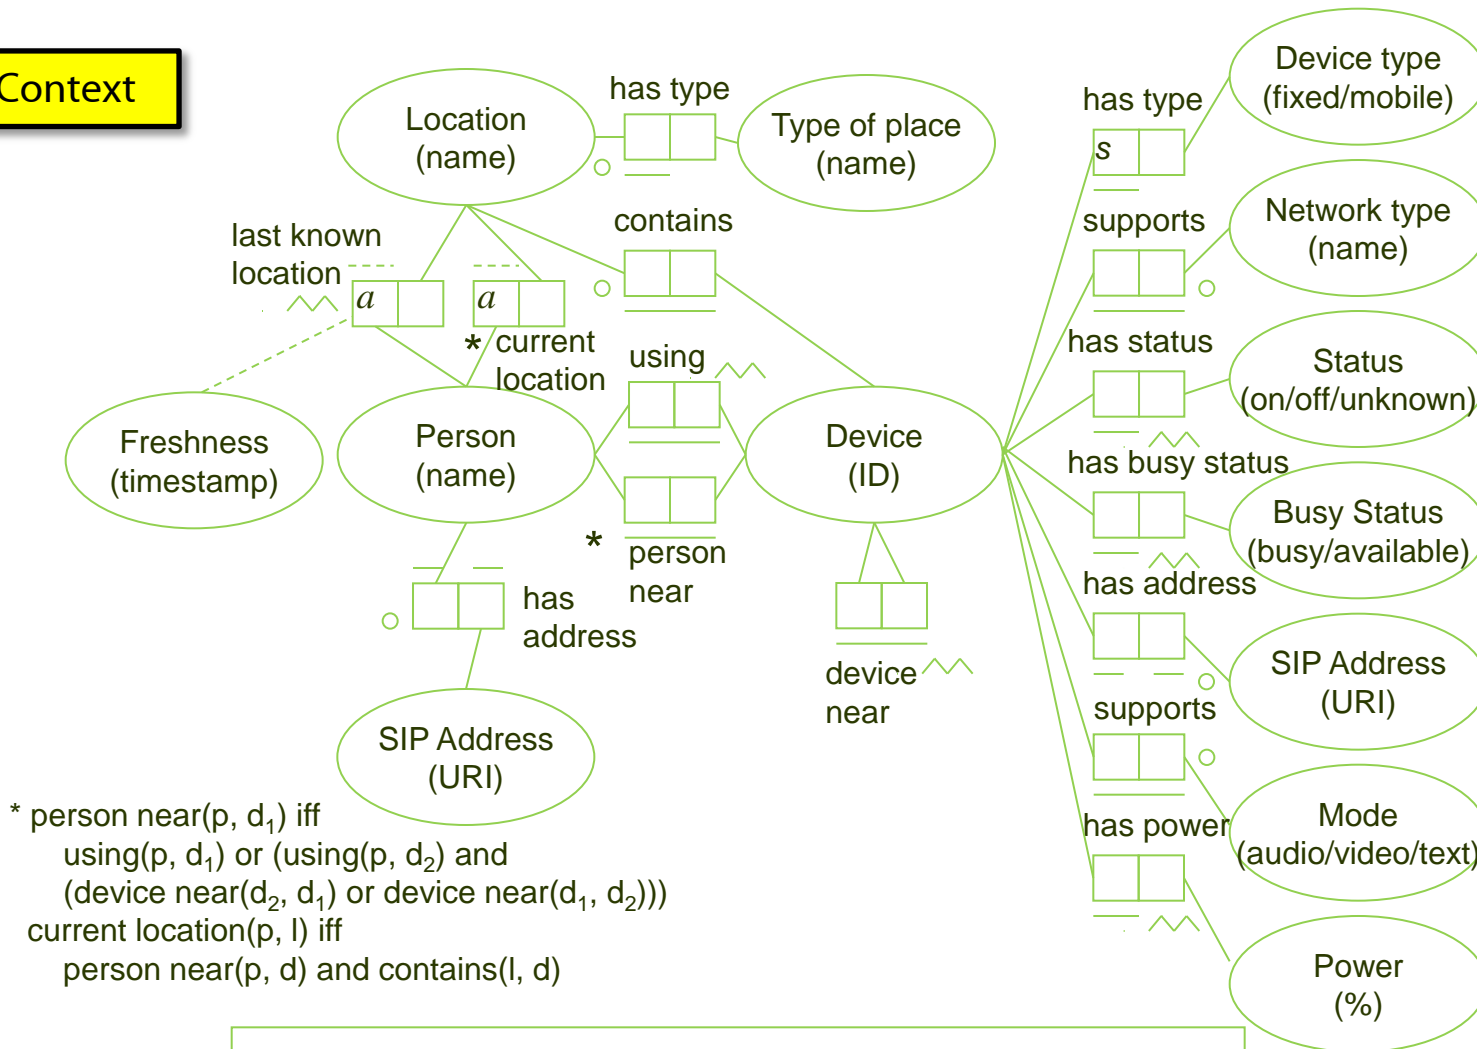 Context
Location
(name)
has type
Type of place
(name)
has type
s
Device type
(fixed/mobile)
last known
location
a
a
* current
location
contains
supports
Network type
(name)
Freshness
(timestamp)
Person
(name)
using
Device
(ID)
has status
Status
(on/off/unknown)
* person
near
has busy status
Busy Status
(busy/available)
has
address
device
near
has address
SIP Address
(URI)
SIP Address
(URI)
supports
Mode
(audio/video/text)
has power
Power
(%)
* person near(p, d1) iff
using(p, d1) or (using(p, d2) and
(device near(d2, d1) or device near(d1, d2)))
current location(p, l) iff
person near(p, d) and contains(l, d)